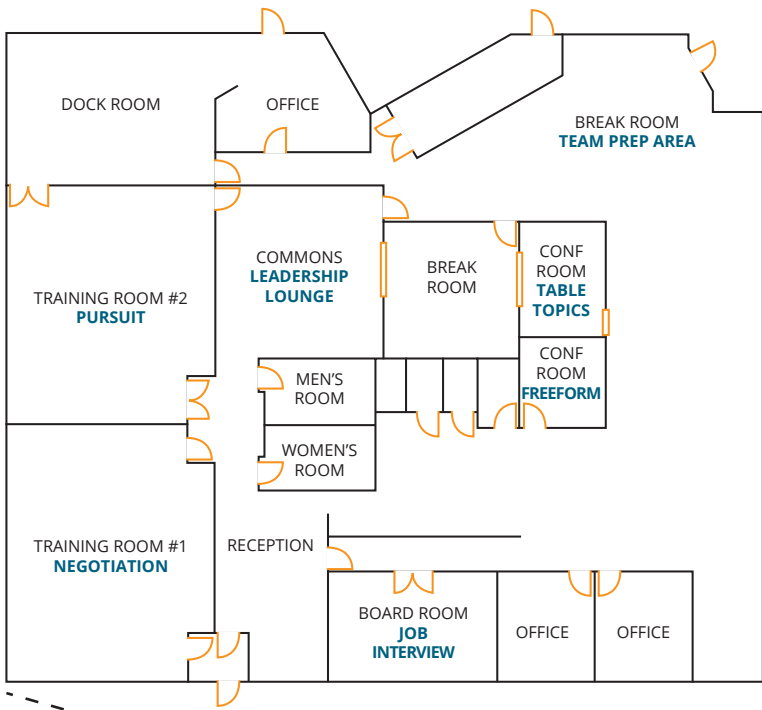 DOCK ROOM
OFFICE
BREAK ROOM
TEAM PREP AREA
COMMONS
LEADERSHIP
LOUNGE
BREAK
ROOM
CONF
ROOM
TABLE
TOPICS
TRAINING ROOM #2
PURSUIT
CONF
ROOM
FREEFORM
MEN'S
ROOM
WOMEN'S
ROOM
TRAINING ROOM #1
NEGOTIATION
RECEPTION
BOARD ROOM
JOB
INTERVIEW
OFFICE
OFFICE